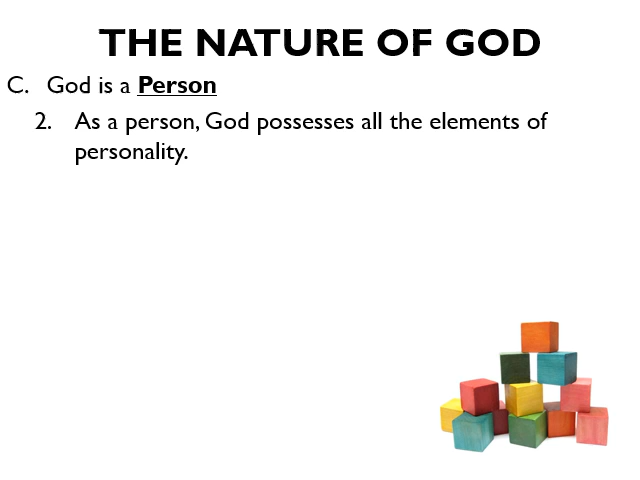 THE NATURE OF GOD
C. God is a Person
2. As a person, God possesses all the elements of
personality.